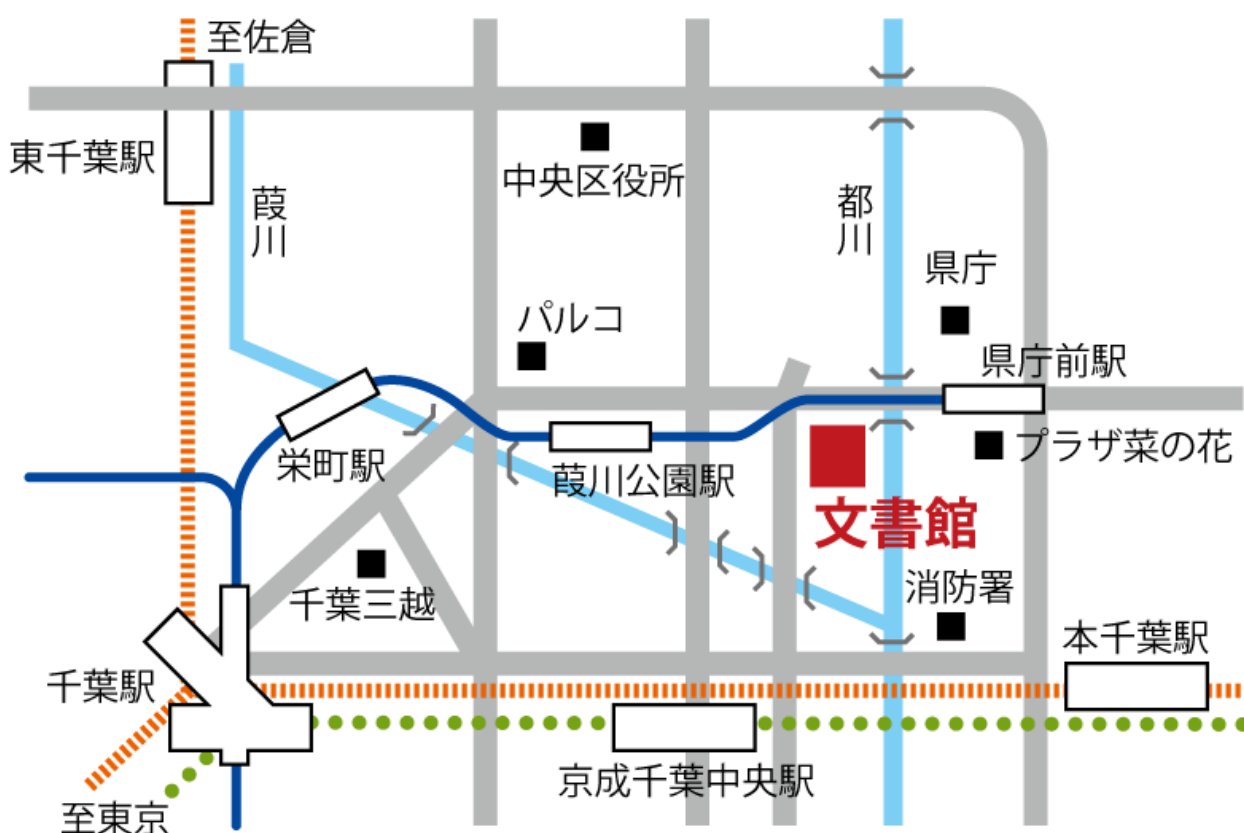 至佐倉
東千葉駅
葭川
中央区役所
都川
県庁
パルコ
県庁前駅
栄町駅
葭川公園駅
プラザ菜の花
文書館
千葉三越
消防署
本千葉駅
千葉駅
京成千葉中央駅
至東京